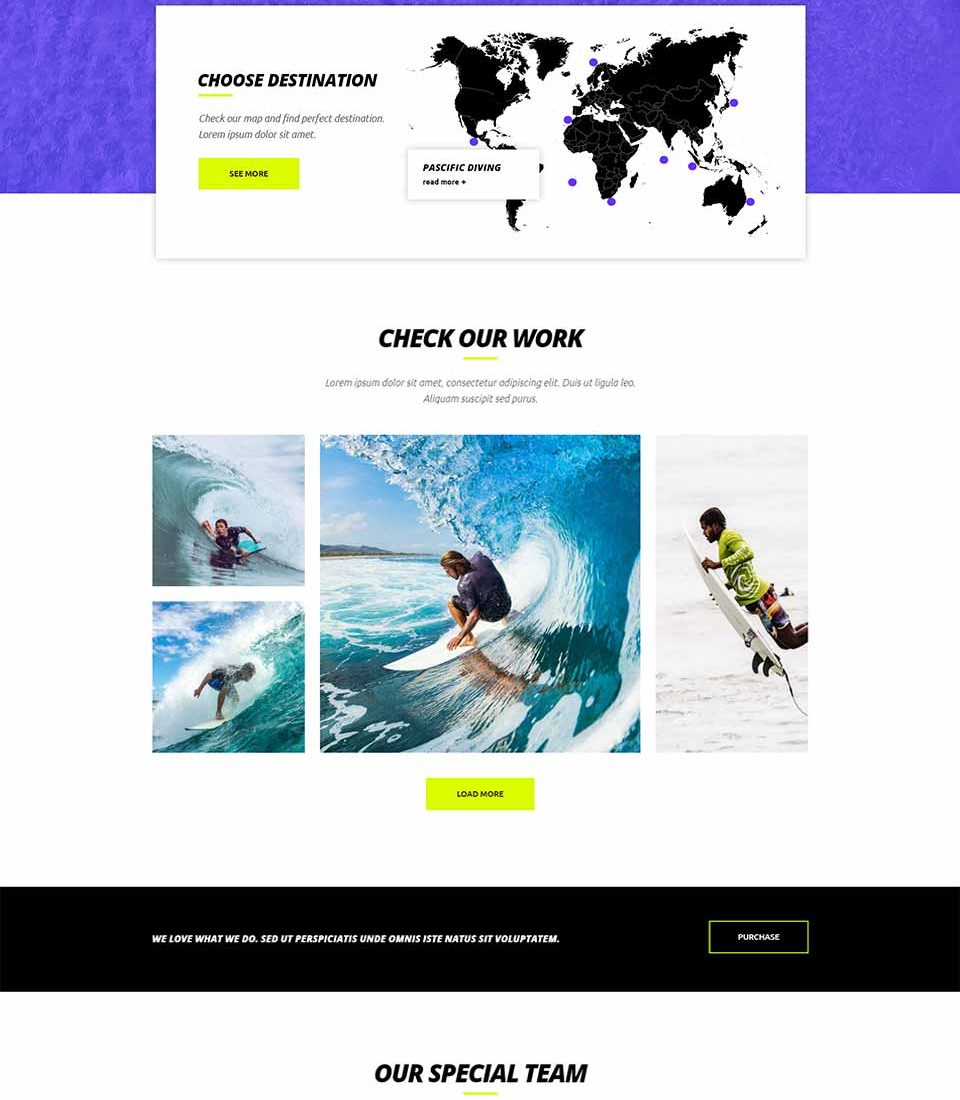 CHOOSE DESTINATION
Check our map and find perfect destination.
Lorem ipsum dolor sit amet.
SEE MORE
PASCIFIC DIVING
read more +
CHECK OUR WORK
Lorem ipsum dolor sit amet, consectetur adipiscing elit. Duis ut ligula leo.
Aliquam suscipit sed purus.
LOAD MORE
WE LOVE WHAT WE DO. SED UT PERSPICIATIS UNDE OMNIS ISTE NATUS SIT VOLUPTATEM.
PURCHASE
OUR SPECIAL TEAM